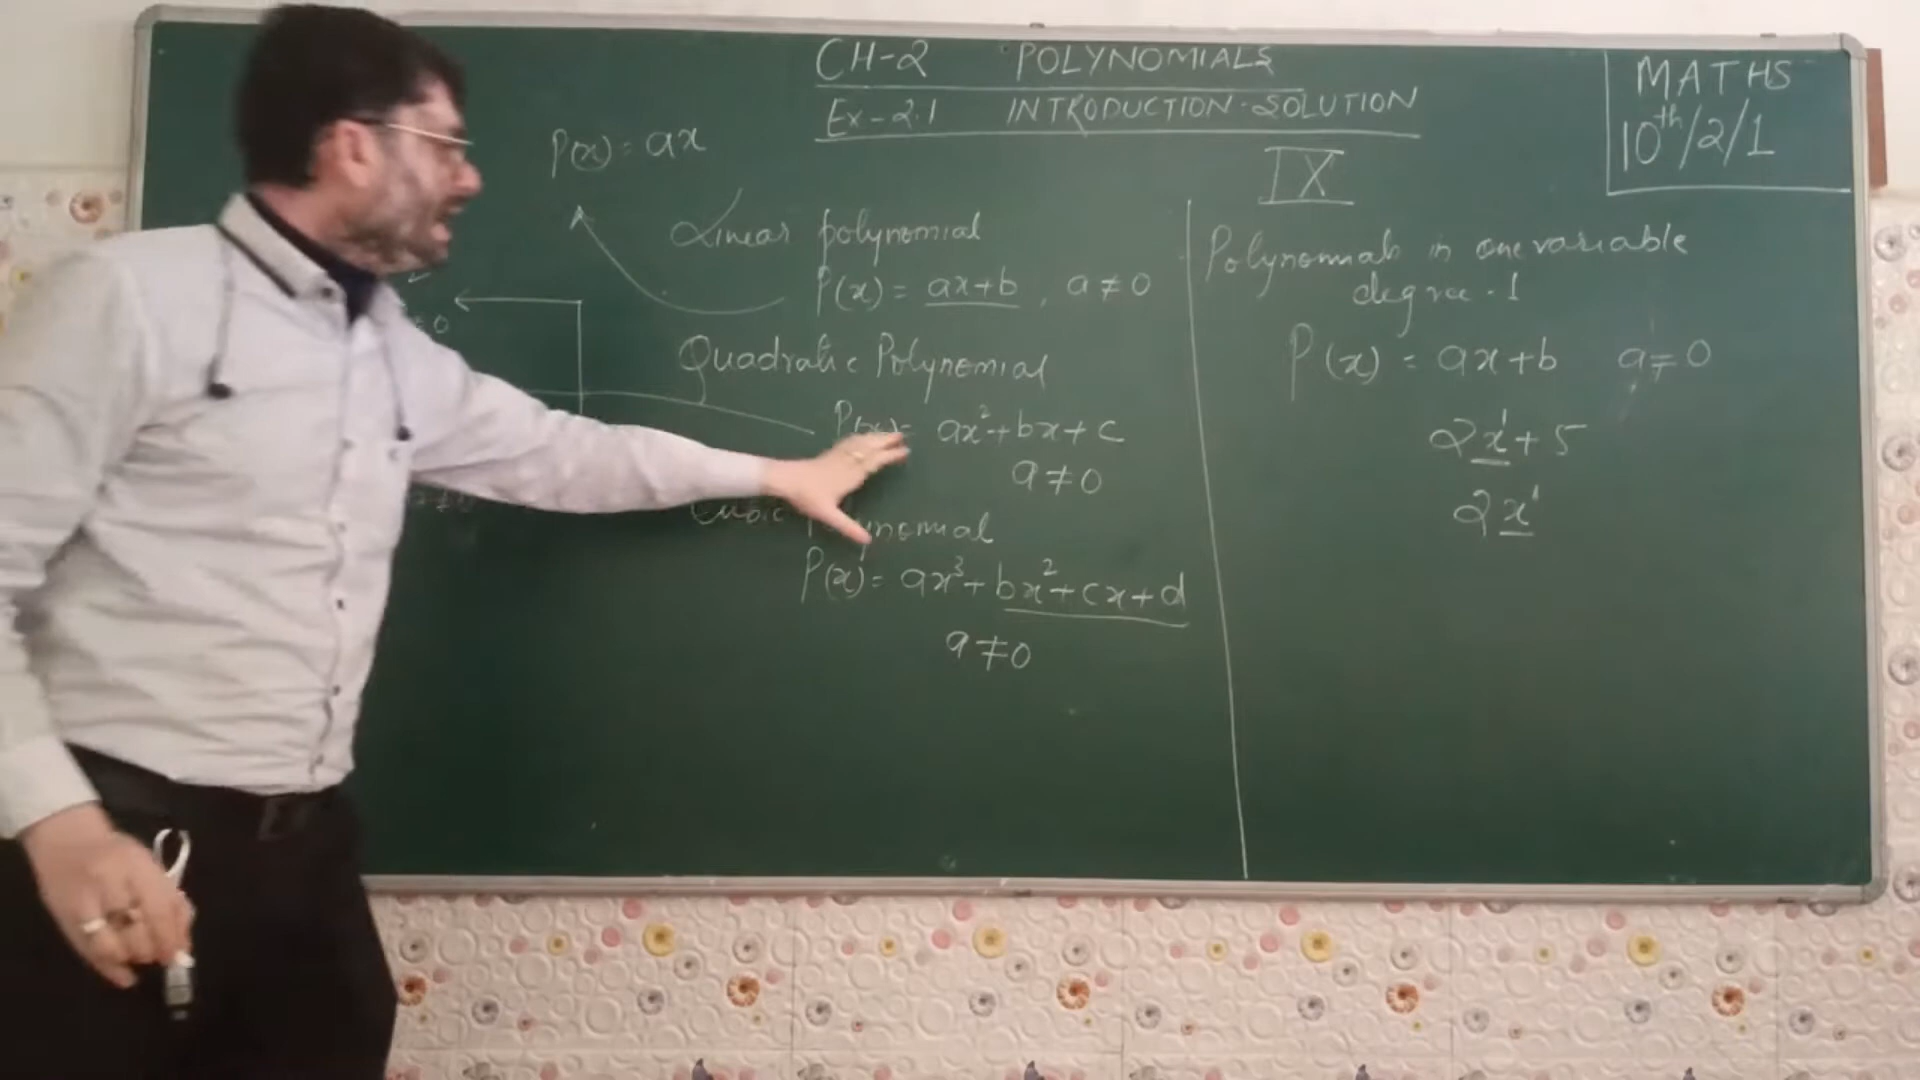 CH-2 POLYNOMIALS
Ex-2.1 INTRODUCTION-SOLUTION
IX
MATHS
10th/2/1
P(x) = ax
Linear polynomial
P(x) = ax+b, a ≠ 0
Quadratic Polynomial
P(x) = ax²+bx+c
a ≠ 0
Cubic Polynomial
P(x) = ax³+bx²+cx+d
a ≠ 0
Polynomials in one variable
degree . 1
P(x) = ax+b a ≠ 0
2x¹+5
2x¹